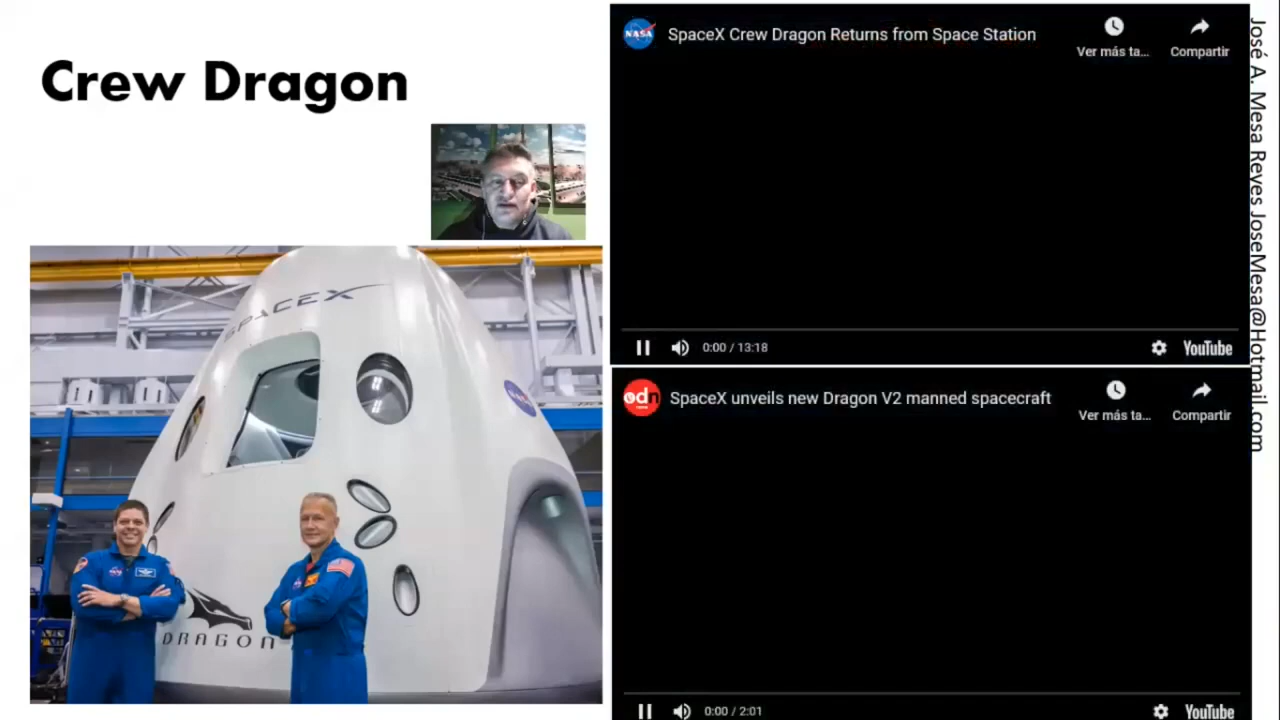 Crew Dragon
SPACEX
DRAGON
NASA
SpaceX Crew Dragon Returns from Space Station
Ver más ta...
Compartir
0:00 / 13:18
YouTube
odn
SpaceX unveils new Dragon V2 manned spacecraft
Ver más ta...
Compartir
0:00 / 2:01
YouTube
José A. Mesa Reyes JoseMesa@Hotmail.com